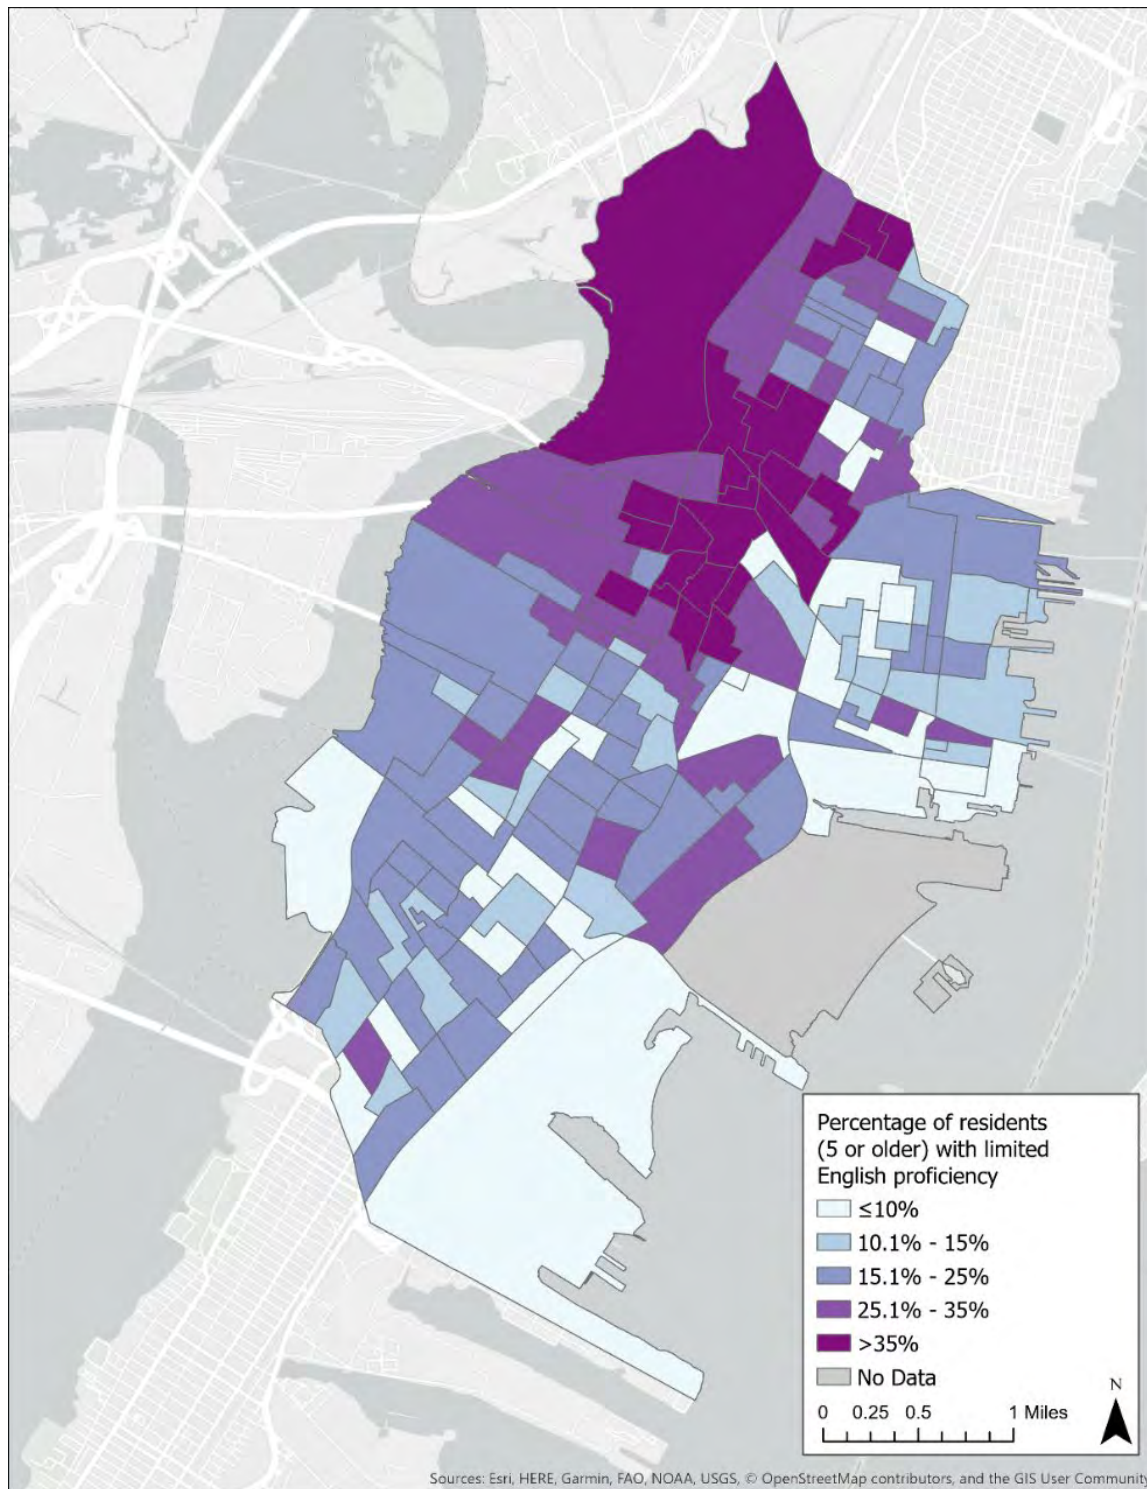 Percentage of residents
(5 or older) with limited
English proficiency
≤10%
10.1% - 15%
15.1% - 25%
25.1% - 35%
>35%
No Data
N
0 0.25 0.5 1 Miles
Sources: Esri, HERE, Garmin, FAO, NOAA, USGS, © OpenStreetMap contributors, and the GIS User Community